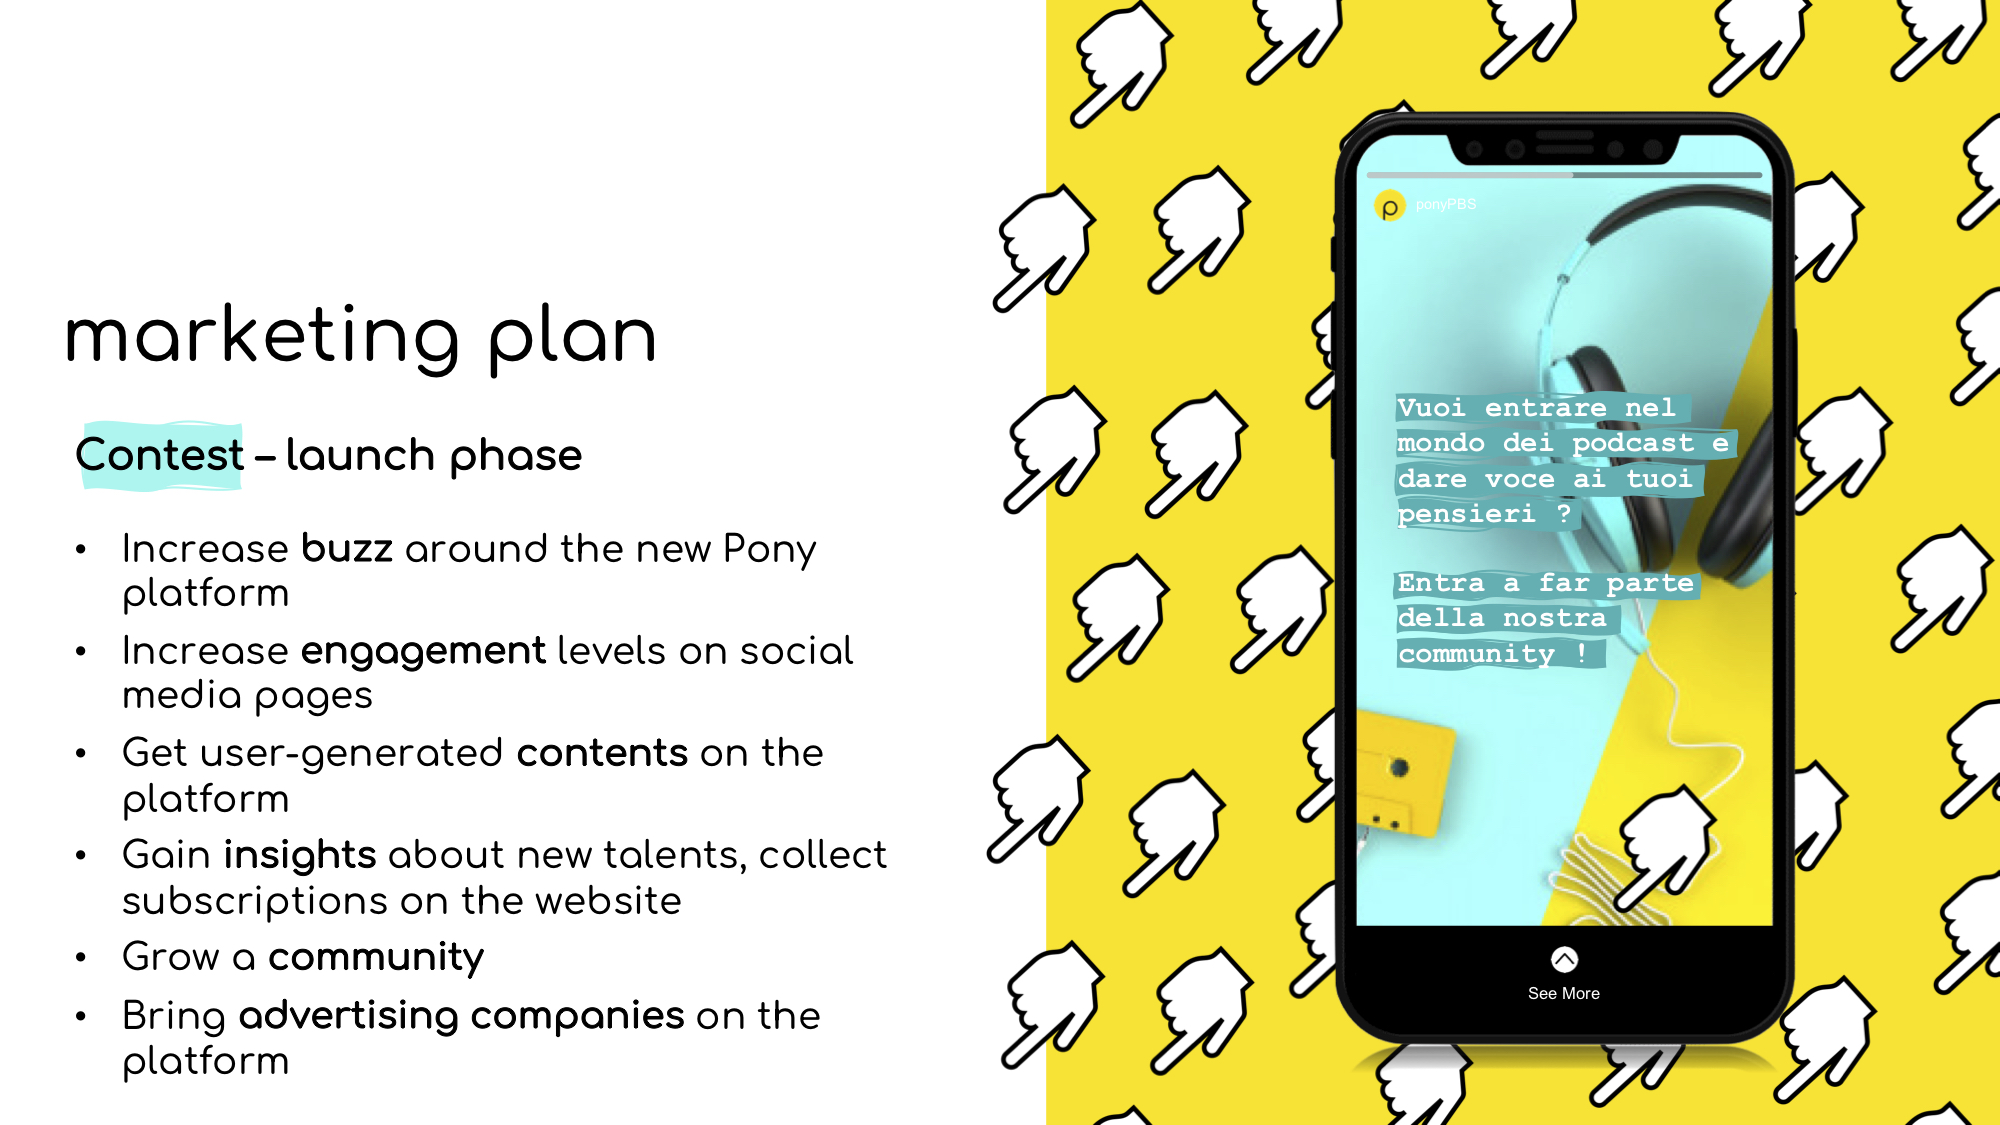 marketing plan
Contest – launch phase
• Increase buzz around the new Pony
platform
• Increase engagement levels on social
media pages
• Get user-generated contents on the
platform
• Gain insights about new talents, collect
subscriptions on the website
• Grow a community
• Bring advertising companies on the
platform
p ponyPBS
Vuoi entrare nel
mondo dei podcast e
dare voce ai tuoi
pensieri ?
Entra a far parte
della nostra
community !
See More